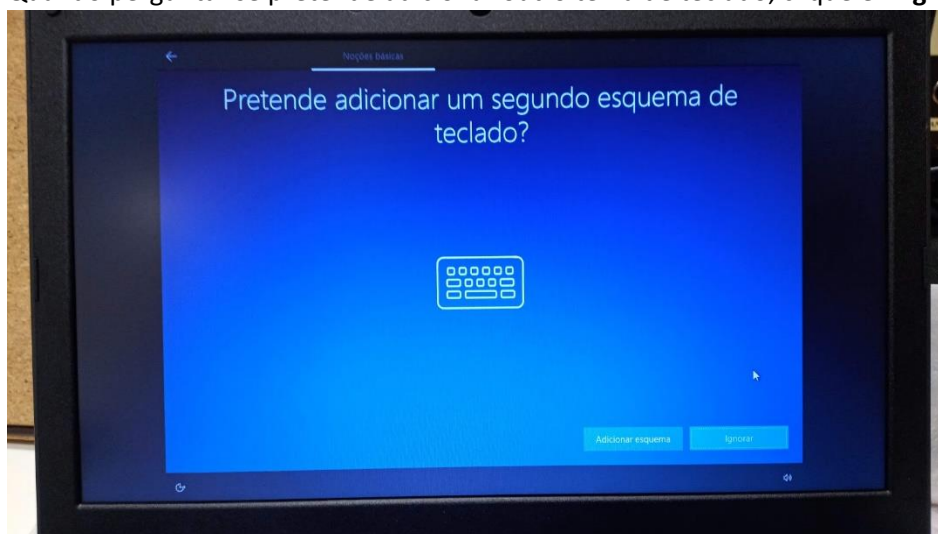 Noções básicas
Pretende adicionar um segundo esquema de
teclado?
Adicionar esquema
Ignorar